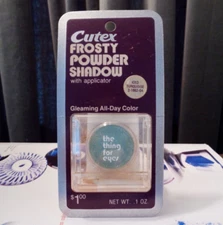 Cutex
FROSTY
POWDER
SHADOW
with applicator
Gleaming All-Day Color
the
thing
for
eyes
$1.00
NET WT. .1 OZ.